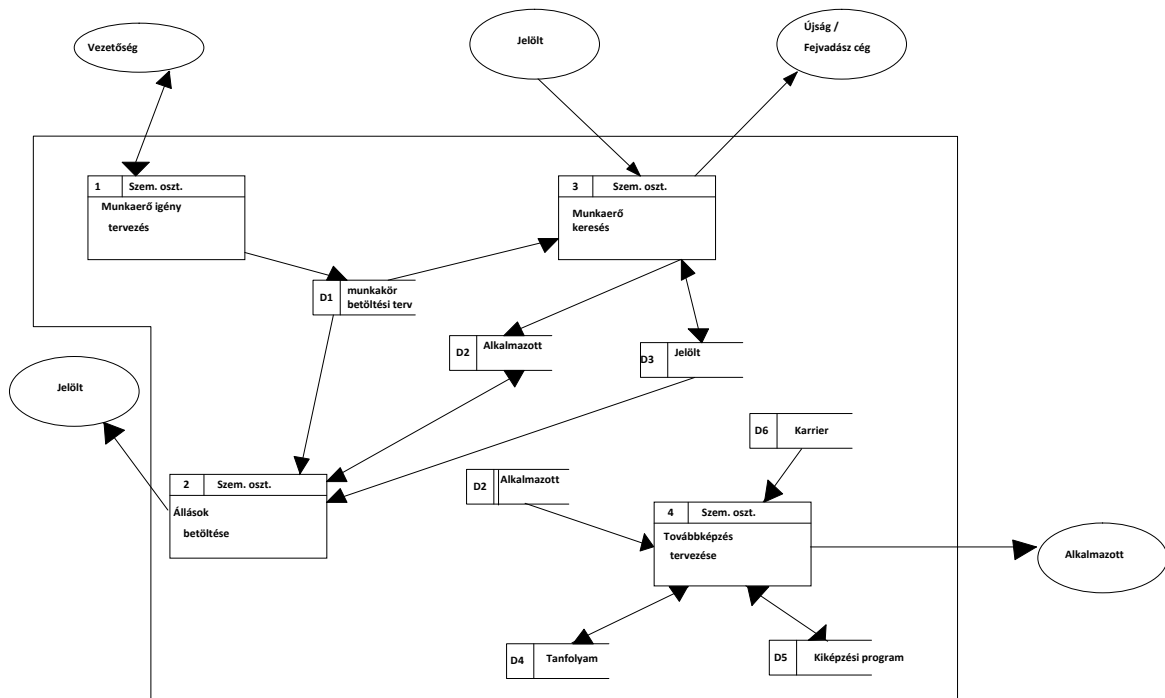 Vezetőség
Jelölt
Újság /
Fejvadász cég
1 Szem. oszt.
Munkaerő igény
tervezés
3 Szem. oszt.
Munkaerő
keresés
D1 munkakör
betöltési terv
D2 Alkalmazott
D3 Jelölt
Jelölt
D6 Karrier
2 Szem. oszt.
Állások
betöltése
D2 Alkalmazott
4 Szem. oszt.
Továbbképzés
tervezése
Alkalmazott
D4 Tanfolyam
D5 Kiképzési program